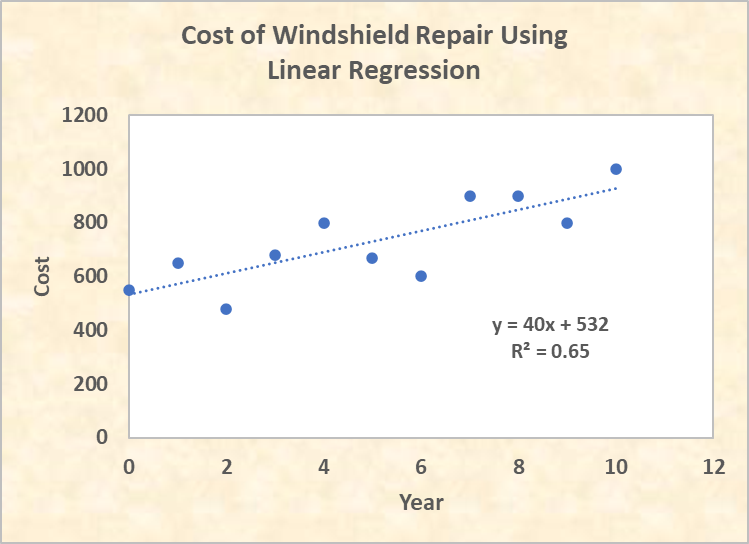 Cost of Windshield Repair Using
Linear Regression
1200
1000
800
600
400
200
0
Cost
y = 40x + 532
R² = 0.65
0 2 4 6 8 10 12
Year